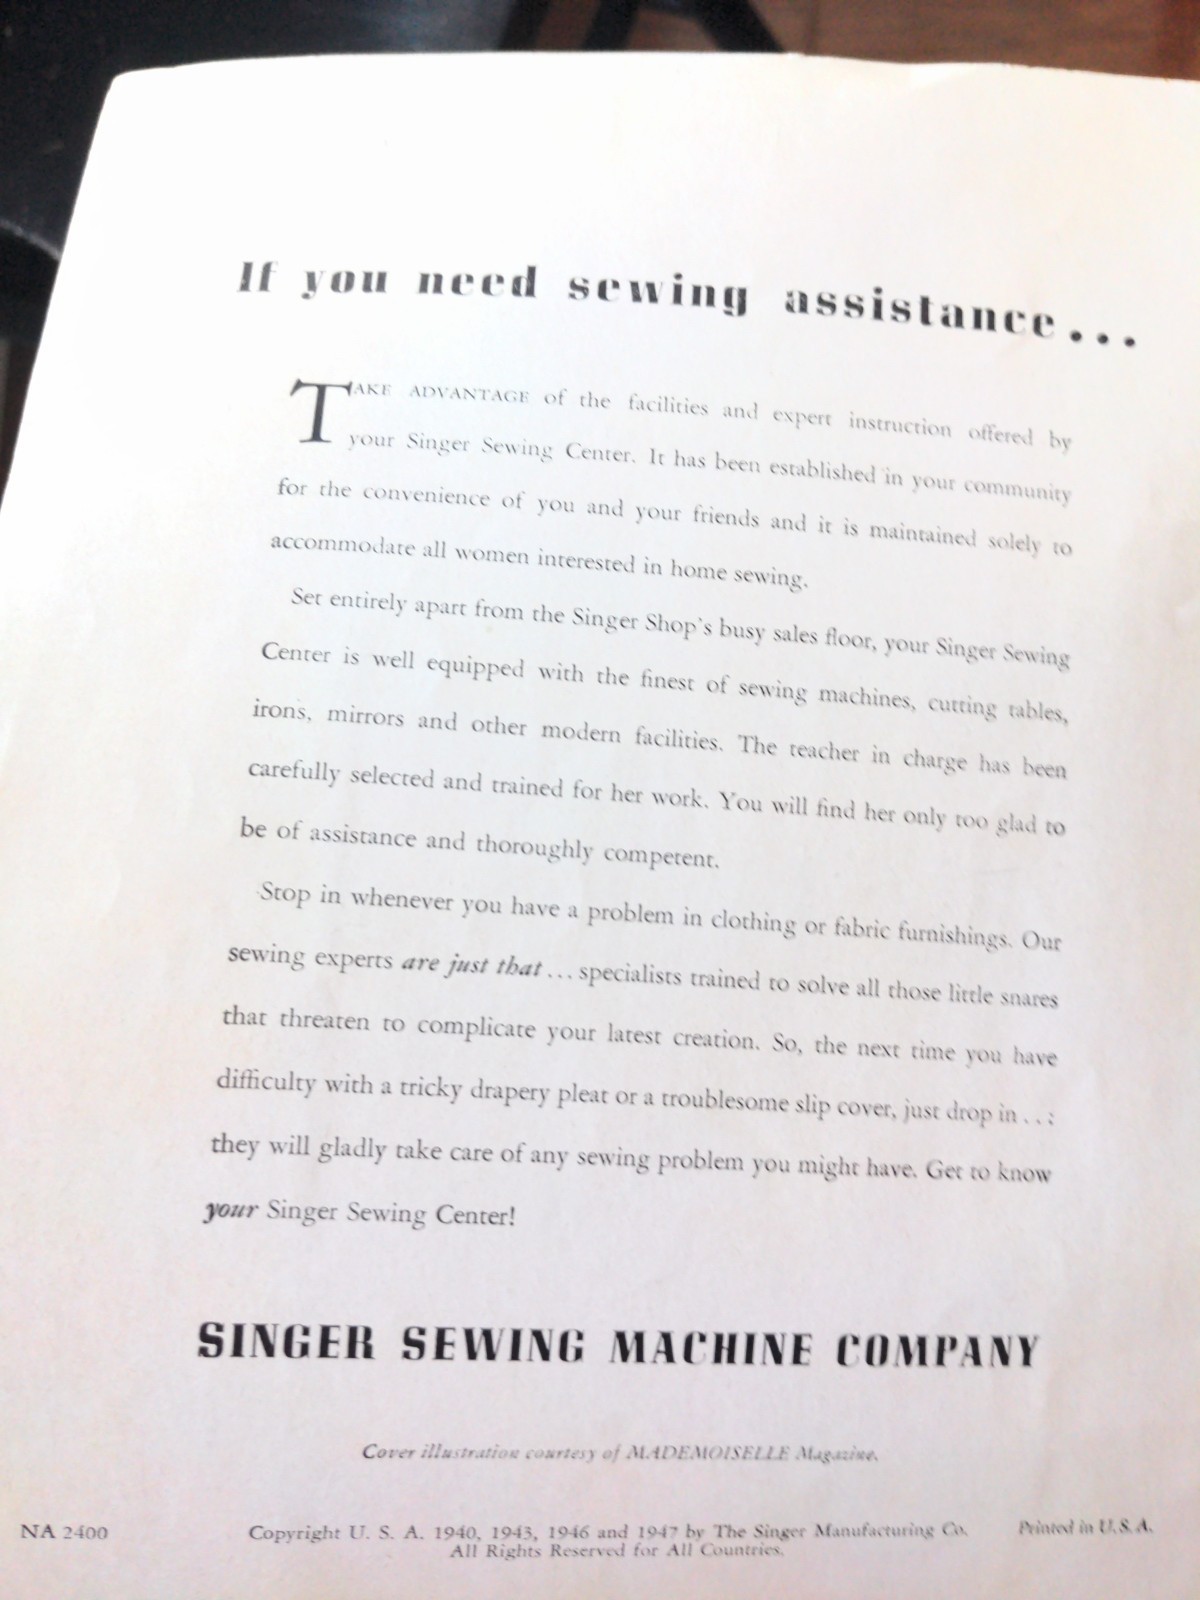 If you need sewing assistance...
TAKE ADVANTAGE of the facilities and expert instruction offered by
your Singer Sewing Center. It has been established in your community
for the convenience of you and your friends and it is maintained solely to
accommodate all women interested in home sewing.
Set entirely apart from the Singer Shop's busy sales floor, your Singer Sewing
Center is well equipped with the finest of sewing machines, cutting tables,
irons, mirrors and other modern facilities. The teacher in charge has been
carefully selected and trained for her work. You will find her only too glad to
be of assistance and thoroughly competent.
Stop in whenever you have a problem in clothing or fabric furnishings. Our
sewing experts are just that... specialists trained to solve all those little snares
that threaten to complicate your latest creation. So, the next time you have
difficulty with a tricky drapery pleat or a troublesome slip cover, just drop in..:
they will gladly take care of any sewing problem you might have. Get to know
your Singer Sewing Center!
SINGER SEWING MACHINE COMPANY
Cover illustration courtesy of MADEMOISELLE Magazine.
NA 2400 Copyright U. S. A. 1940, 1943, 1946 and 1947 by The Singer Manufacturing Co. Printed in U. S. A.
All Rights Reserved for All Countries.